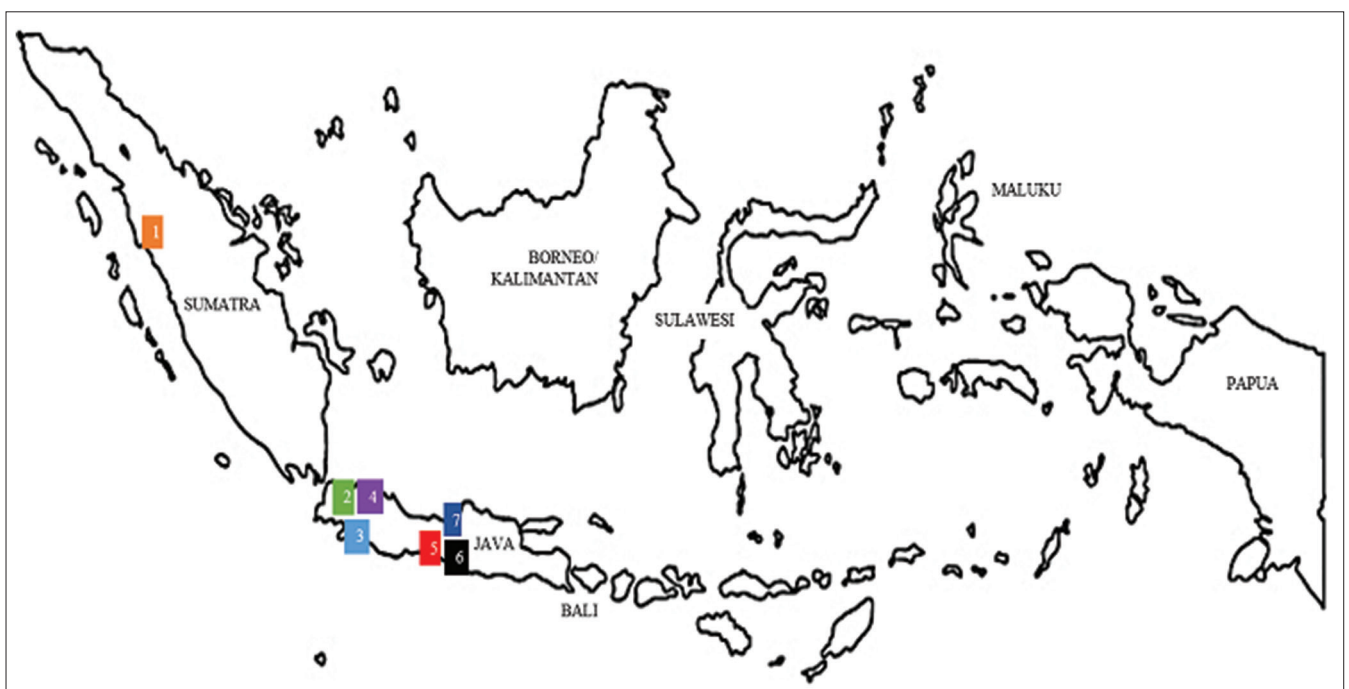 MALUKU
1
BORNEO/
KALIMANTAN
SUMATRA
SULAWESI
PAPUA
2
4
7
3
5
6
JAVA
BALI